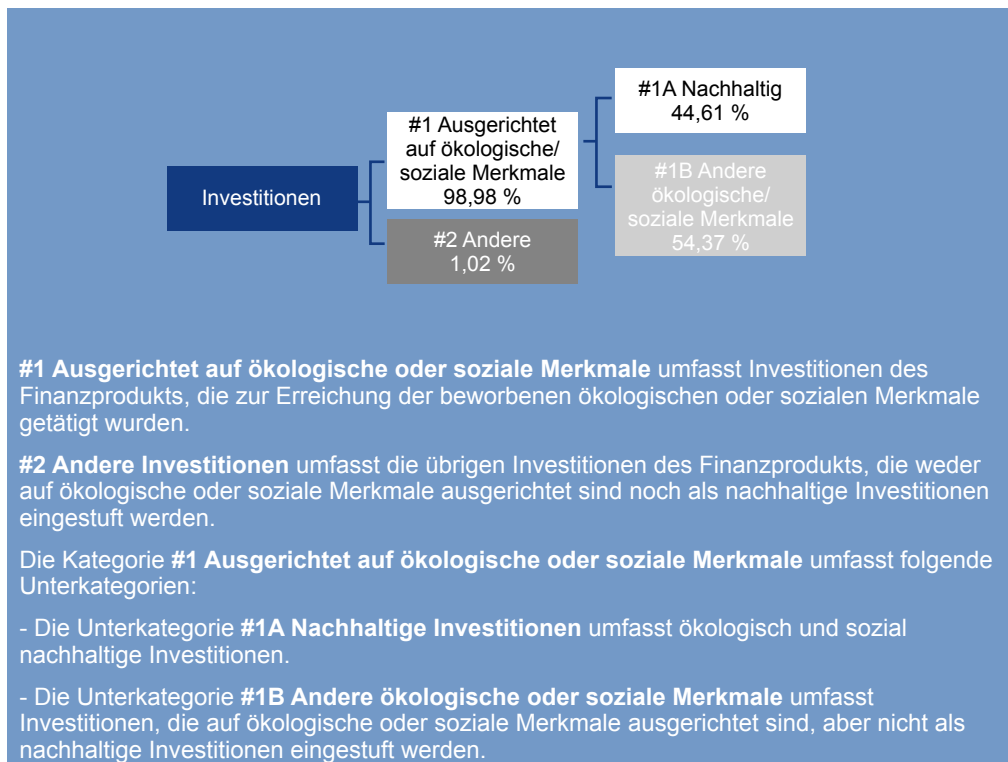 #1A Nachhaltig
44,61 %
#1 Ausgerichtet
auf ökologische/
soziale Merkmale
98,98 %
#1B Andere
ökologische/
soziale Merkmale
54,37 %
Investitionen
#2 Andere
1,02 %
#1 Ausgerichtet auf ökologische oder soziale Merkmale umfasst Investitionen des
Finanzprodukts, die zur Erreichung der beworbenen ökologischen oder sozialen Merkmale
getätigt wurden.
#2 Andere Investitionen umfasst die übrigen Investitionen des Finanzprodukts, die weder
auf ökologische oder soziale Merkmale ausgerichtet sind noch als nachhaltige Investitionen
eingestuft werden.
Die Kategorie #1 Ausgerichtet auf ökologische oder soziale Merkmale umfasst folgende
Unterkategorien:
- Die Unterkategorie #1A Nachhaltige Investitionen umfasst ökologisch und sozial
nachhaltige Investitionen.
- Die Unterkategorie #1B Andere ökologische oder soziale Merkmale umfasst
Investitionen, die auf ökologische oder soziale Merkmale ausgerichtet sind, aber nicht als
nachhaltige Investitionen eingestuft werden.